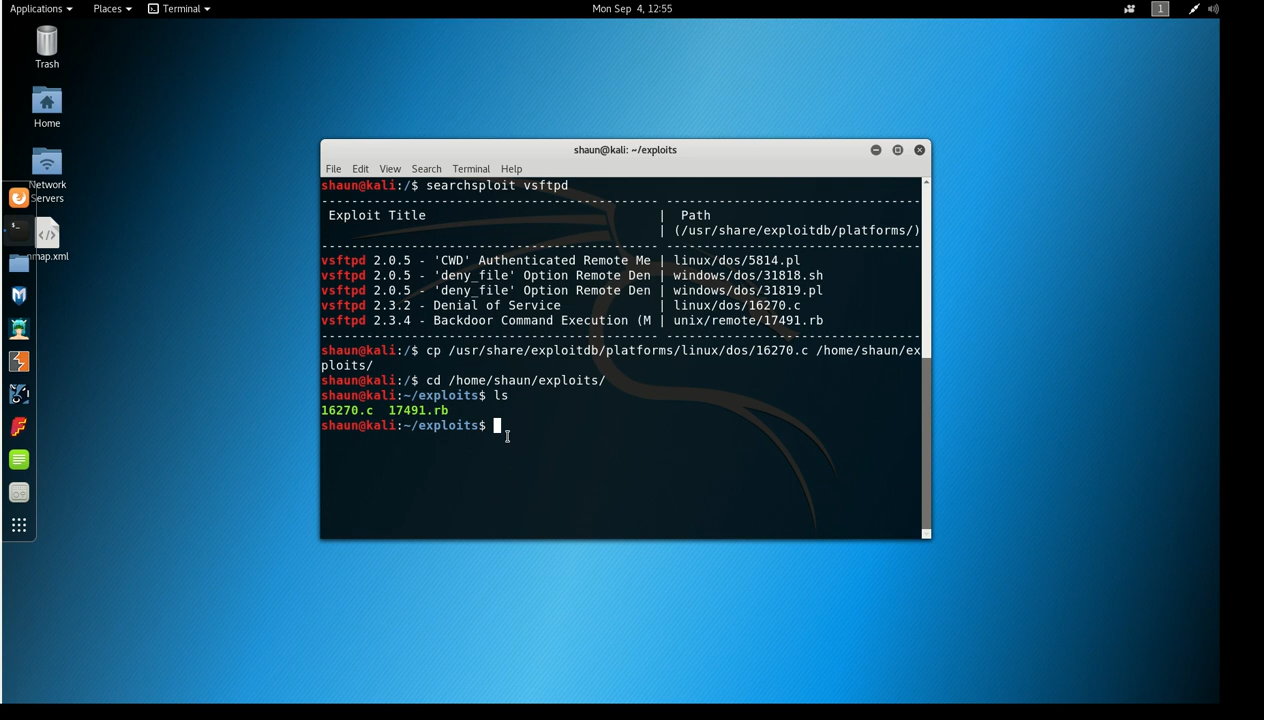 Applications Places Terminal Mon Sep 4, 12:55 1
Trash
Home
Network
Servers
nmap.xml
shaun@kali: ~/exploits
File Edit View Search Terminal Help
shaun@kali:/$ searchsploit vsftpd
--------------------------------------------- ----------------------------------
Exploit Title | Path
| (/usr/share/exploitdb/platforms/)
--------------------------------------------- ----------------------------------
vsftpd 2.0.5 - 'CWD' Authenticated Remote Me | linux/dos/5814.pl
vsftpd 2.0.5 - 'deny_file' Option Remote Den | windows/dos/31818.sh
vsftpd 2.0.5 - 'deny_file' Option Remote Den | windows/dos/31819.pl
vsftpd 2.3.2 - Denial of Service | linux/dos/16270.c
vsftpd 2.3.4 - Backdoor Command Execution (M | unix/remote/17491.rb
--------------------------------------------- ----------------------------------
shaun@kali:/$ cp /usr/share/exploitdb/platforms/linux/dos/16270.c /home/shaun/ex
ploits/
shaun@kali:/$ cd /home/shaun/exploits/
shaun@kali:~/exploits$ ls
16270.c 17491.rb
shaun@kali:~/exploits$